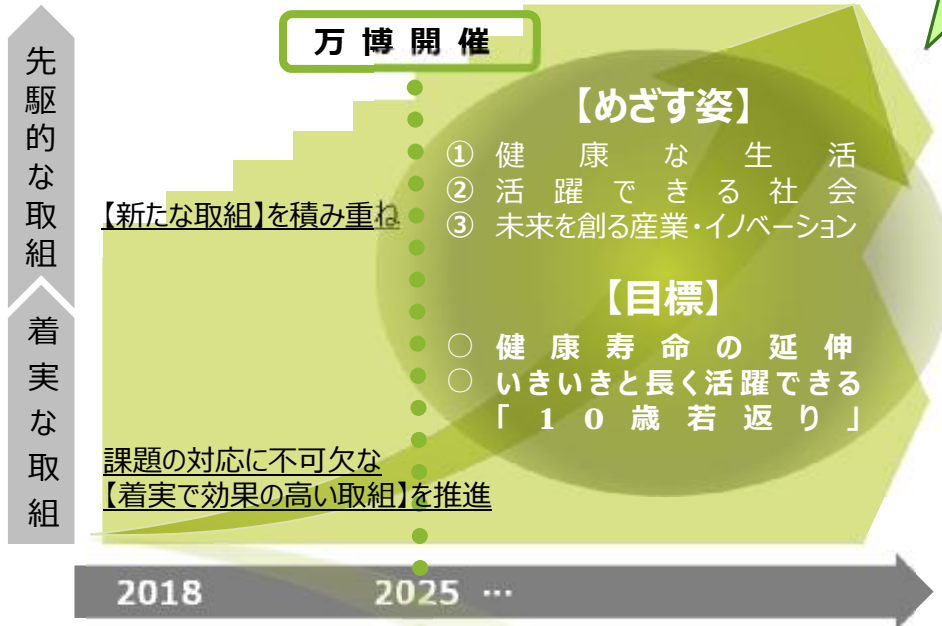 万博開催
先駆的な取組
着実な取組
【めざす姿】
① 健康な生活
② 活躍できる社会
③ 未来を創る産業・イノベーション
【新たな取組】を積み重ね
【目標】
○ 健康寿命の延伸
○ いきいきと長く活躍できる
「10歳若返り」
課題の対応に不可欠な
【着実で効果の高い取組】を推進
2018 2025 …